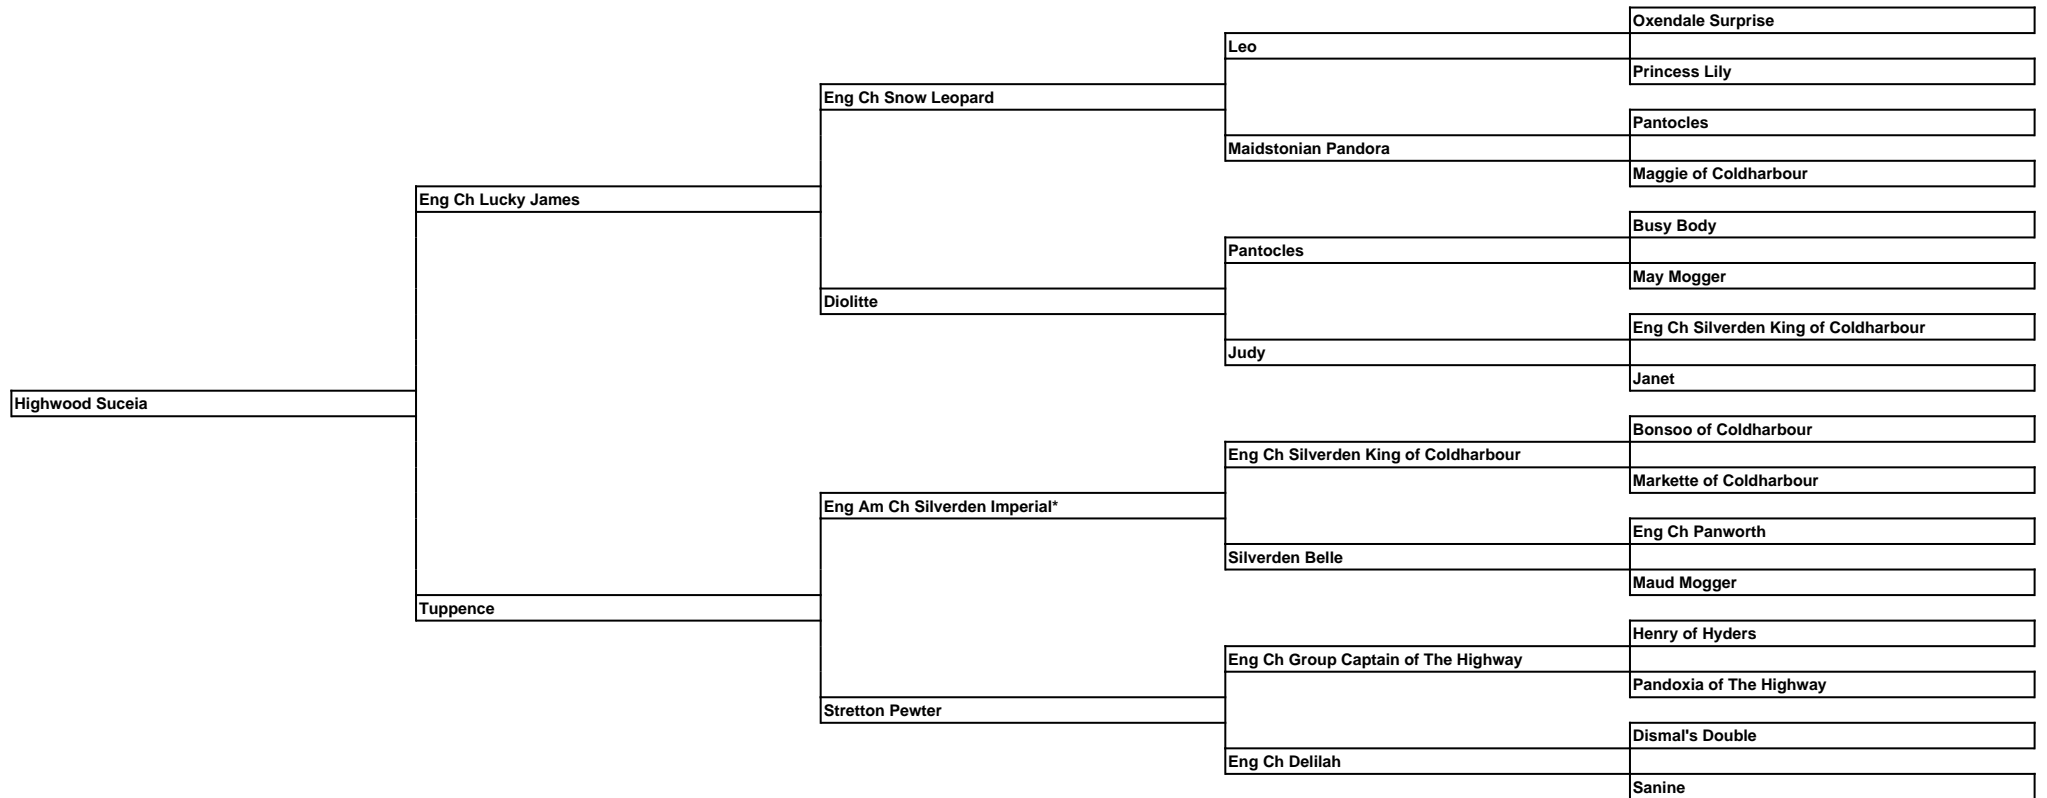 Oxendale Surprise
Leo
Princess Lily
Eng Ch Snow Leopard
Pantocles
Maidstonian Pandora
Maggie of Coldharbour
Eng Ch Lucky James
Busy Body
Pantocles
May Mogger
Diolitte
Eng Ch Silverden King of Coldharbour
Judy
Janet
Highwood Suceia
Bonsoo of Coldharbour
Eng Ch Silverden King of Coldharbour
Markette of Coldharbour
Eng Am Ch Silverden Imperial*
Eng Ch Panworth
Silverden Belle
Maud Mogger
Tuppence
Henry of Hyders
Eng Ch Group Captain of The Highway
Pandoxia of The Highway
Stretton Pewter
Dismal's Double
Eng Ch Delilah
Sanine